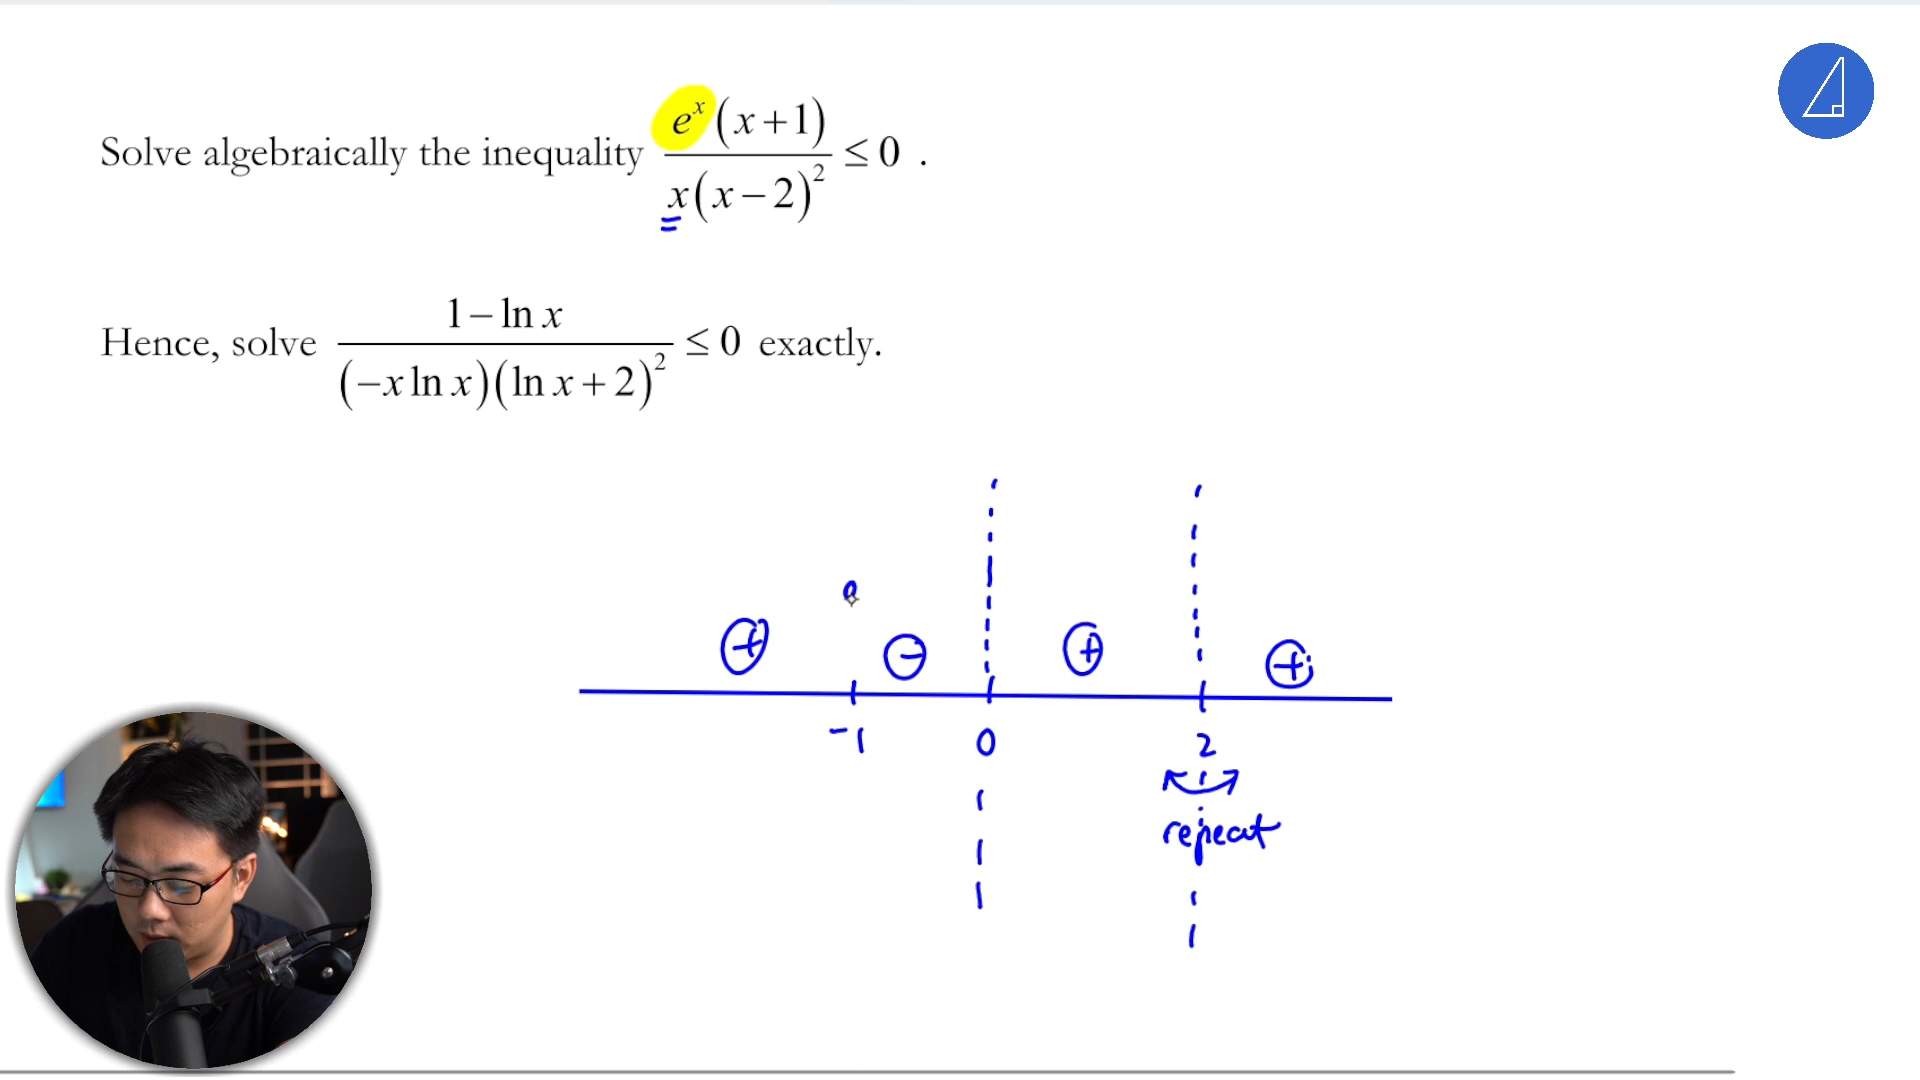 Solve algebraically the inequality e^x(x+1) / x(x−2)^2 ≤ 0 .
Hence, solve 1−ln x / (−x ln x)(ln x+2)^2 ≤ 0 exactly.
+ − + +
-1 0 2
repeat